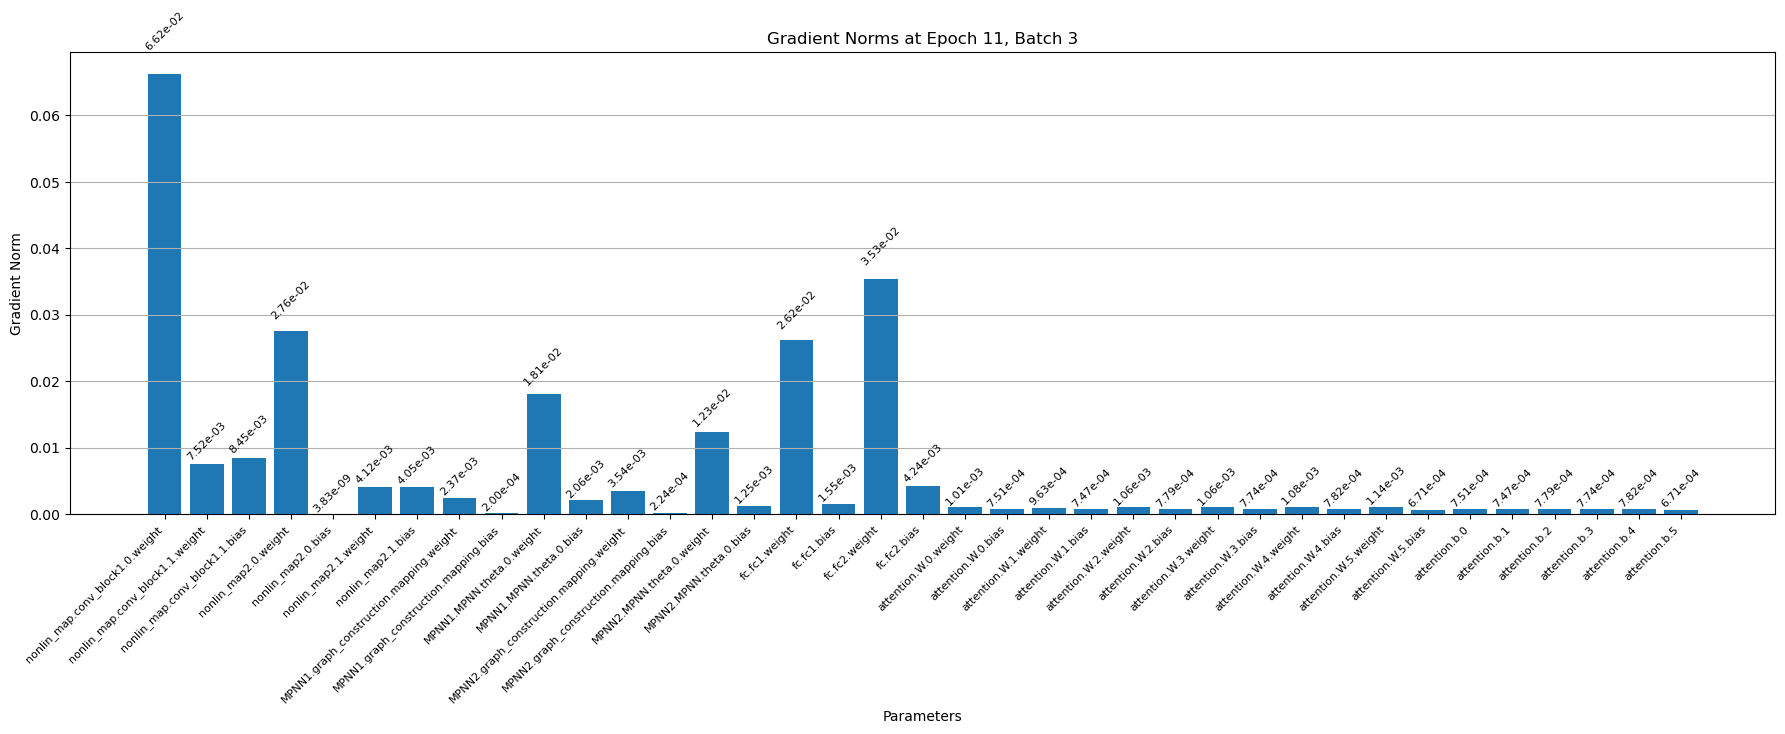 Gradient Norms at Epoch 11, Batch 3
Gradient Norm
0.06
0.05
0.04
0.03
0.02
0.01
0.00
6.62e-02
7.52e-03
8.45e-03
2.76e-02
3.83e-09
4.12e-03
4.05e-03
2.37e-03
2.00e-04
1.81e-02
2.06e-03
3.54e-03
2.24e-04
1.23e-02
1.25e-03
2.62e-02
1.55e-03
3.53e-02
4.24e-03
1.01e-03
7.51e-04
9.63e-04
7.47e-04
1.06e-03
7.79e-04
1.06e-03
7.74e-04
1.08e-03
7.82e-04
1.14e-03
6.71e-04
7.51e-04
7.47e-04
7.79e-04
7.74e-04
7.82e-04
6.71e-04
nonlin_map.conv_block1.0.weight
nonlin_map.conv_block1.1.weight
nonlin_map.conv_block1.1.bias
nonlin_map2.0.weight
nonlin_map2.0.bias
nonlin_map2.1.weight
nonlin_map2.1.bias
MPNN1.graph_construction.mapping.weight
MPNN1.graph_construction.mapping.bias
MPNN1.MPNN.theta.0.weight
MPNN1.MPNN.theta.0.bias
MPNN2.graph_construction.mapping.weight
MPNN2.graph_construction.mapping.bias
MPNN2.MPNN.theta.0.weight
MPNN2.MPNN.theta.0.bias
fc.fc1.weight
fc.fc1.bias
fc.fc2.weight
fc.fc2.bias
attention.W.0.weight
attention.W.0.bias
attention.W.1.weight
attention.W.1.bias
attention.W.2.weight
attention.W.2.bias
attention.W.3.weight
attention.W.3.bias
attention.W.4.weight
attention.W.4.bias
attention.W.5.weight
attention.W.5.bias
attention.b.0
attention.b.1
attention.b.2
attention.b.3
attention.b.4
attention.b.5
Parameters